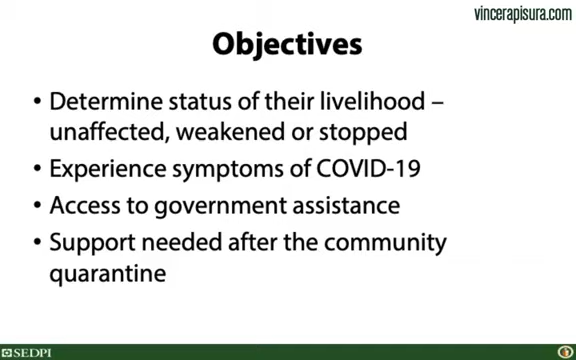 vincerapisura.com
Objectives
• Determine status of their livelihood –
unaffected, weakened or stopped
• Experience symptoms of COVID-19
• Access to government assistance
• Support needed after the community
quarantine
SEDPI